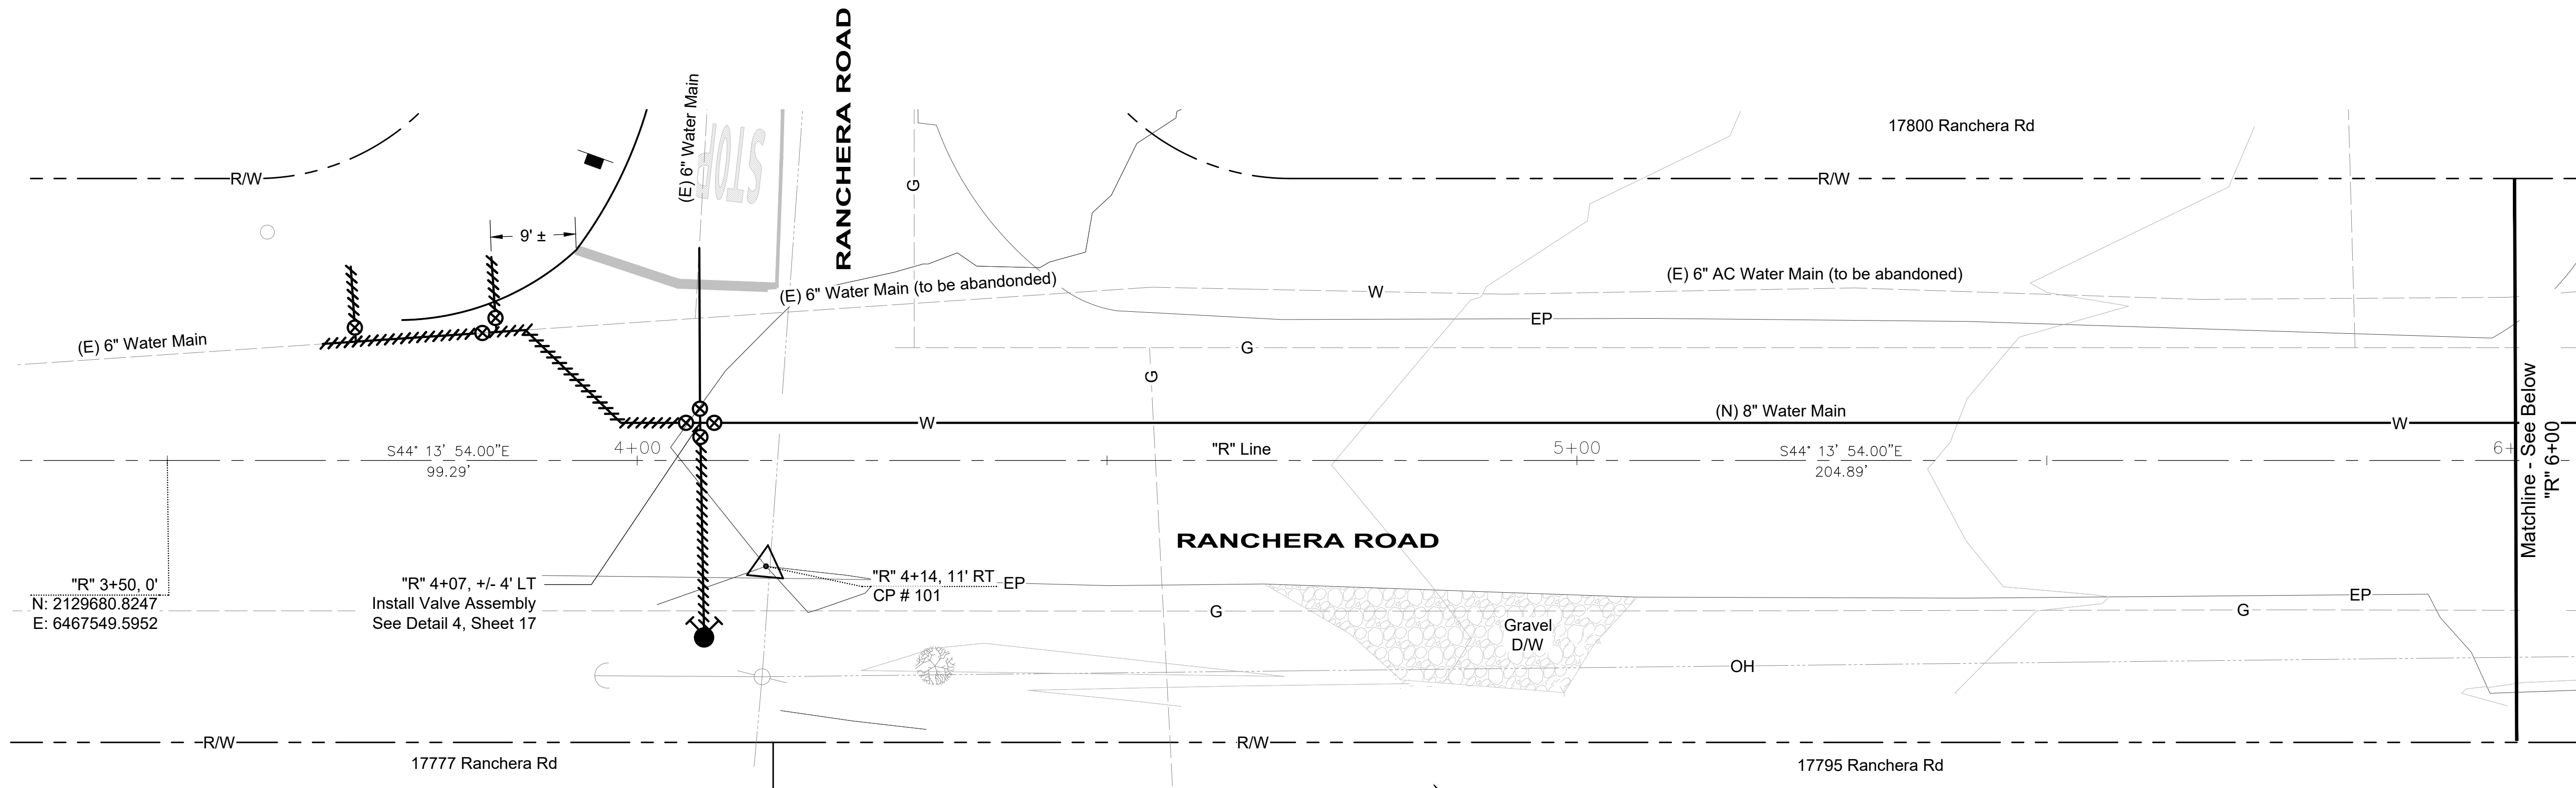 RANCHERA ROAD
(E) 6" Water Main
STOP
17800 Ranchera Rd
R/W
R/W
G
9' ±
(E) 6" Water Main (to be abandonded)
W
(E) 6" AC Water Main (to be abandoned)
EP
(E) 6" Water Main
G
G
(N) 8" Water Main
W
W
S44° 13' 54.00"E
99.29'
4+00
"R" Line
5+00
S44° 13' 54.00"E
204.89'
6+
Matchline - See Below
"R" 6+00
RANCHERA ROAD
"R" 3+50, 0'
N: 2129680.8247
E: 6467549.5952
"R" 4+07, +/- 4' LT
Install Valve Assembly
See Detail 4, Sheet 17
"R" 4+14, 11' RT
CP # 101
EP
EP
G
G
Gravel
D/W
OH
R/W
R/W
17777 Ranchera Rd
17795 Ranchera Rd